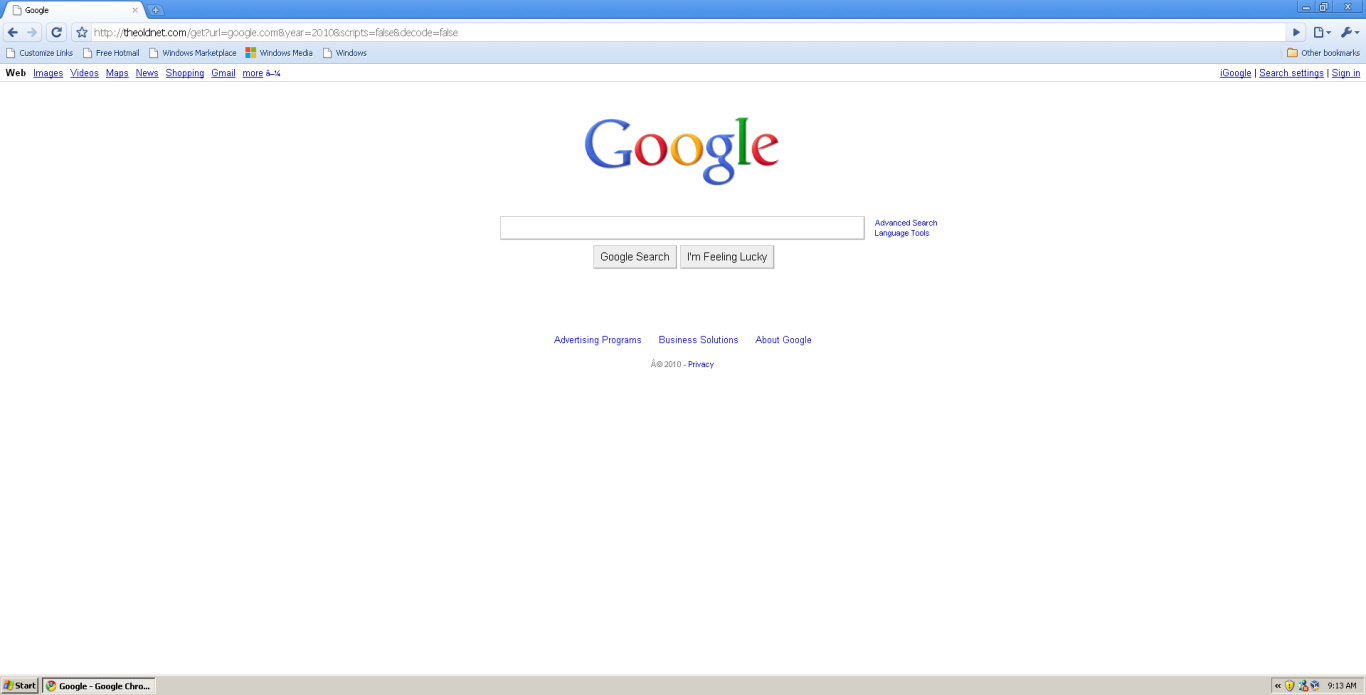 Google
http://theoldnet.com/get?url=google.com&year=2010&scripts=false&decode=false
Customize Links Free Hotmail Windows Marketplace Windows Media Windows Other bookmarks
Web Images Videos Maps News Shopping Gmail more â–¼ iGoogle | Search settings | Sign in
Google
Advanced Search
Language Tools
Google Search I'm Feeling Lucky
Advertising Programs Business Solutions About Google
Â© 2010 - Privacy
Start Google - Google Chro... 9:13 AM